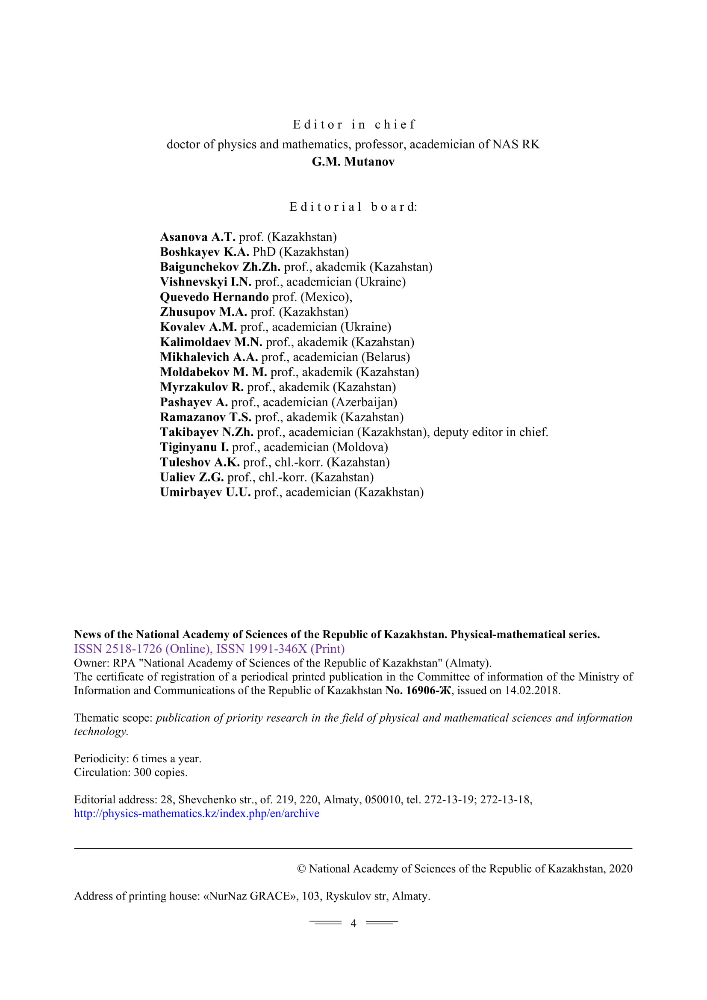 Editor in chief
doctor of physics and mathematics, professor, academician of NAS RK
G.M. Mutanov
Editorial board:
Asanova A.T. prof. (Kazakhstan)
Boshkayev K.A. PhD (Kazakhstan)
Baigunchekov Zh.Zh. prof., akademik (Kazahstan)
Vishnevskyi I.N. prof., academician (Ukraine)
Quevedo Hernando prof. (Mexico),
Zhusupov M.A. prof. (Kazakhstan)
Kovalev A.M. prof., academician (Ukraine)
Kalimoldaev M.N. prof., akademik (Kazahstan)
Mikhalevich A.A. prof., academician (Belarus)
Moldabekov M. M. prof., akademik (Kazahstan)
Myrzakulov R. prof., akademik (Kazahstan)
Pashayev A. prof., academician (Azerbaijan)
Ramazanov T.S. prof., akademik (Kazahstan)
Takibayev N.Zh. prof., academician (Kazakhstan), deputy editor in chief.
Tiginyanu I. prof., academician (Moldova)
Tuleshov A.K. prof., chl.-korr. (Kazahstan)
Ualiev Z.G. prof., chl.-korr. (Kazahstan)
Umirbayev U.U. prof., academician (Kazakhstan)
News of the National Academy of Sciences of the Republic of Kazakhstan. Physical-mathematical series.
ISSN 2518-1726 (Online), ISSN 1991-346X (Print)
Owner: RPA "National Academy of Sciences of the Republic of Kazakhstan" (Almaty).
The certificate of registration of a periodical printed publication in the Committee of information of the Ministry of
Information and Communications of the Republic of Kazakhstan No. 16906-Ж, issued on 14.02.2018.
Thematic scope: publication of priority research in the field of physical and mathematical sciences and information
technology.
Periodicity: 6 times a year.
Circulation: 300 copies.
Editorial address: 28, Shevchenko str., of. 219, 220, Almaty, 050010, tel. 272-13-19; 272-13-18,
http://physics-mathematics.kz/index.php/en/archive
© National Academy of Sciences of the Republic of Kazakhstan, 2020
Address of printing house: «NurNaz GRACE», 103, Ryskulov str, Almaty.
4